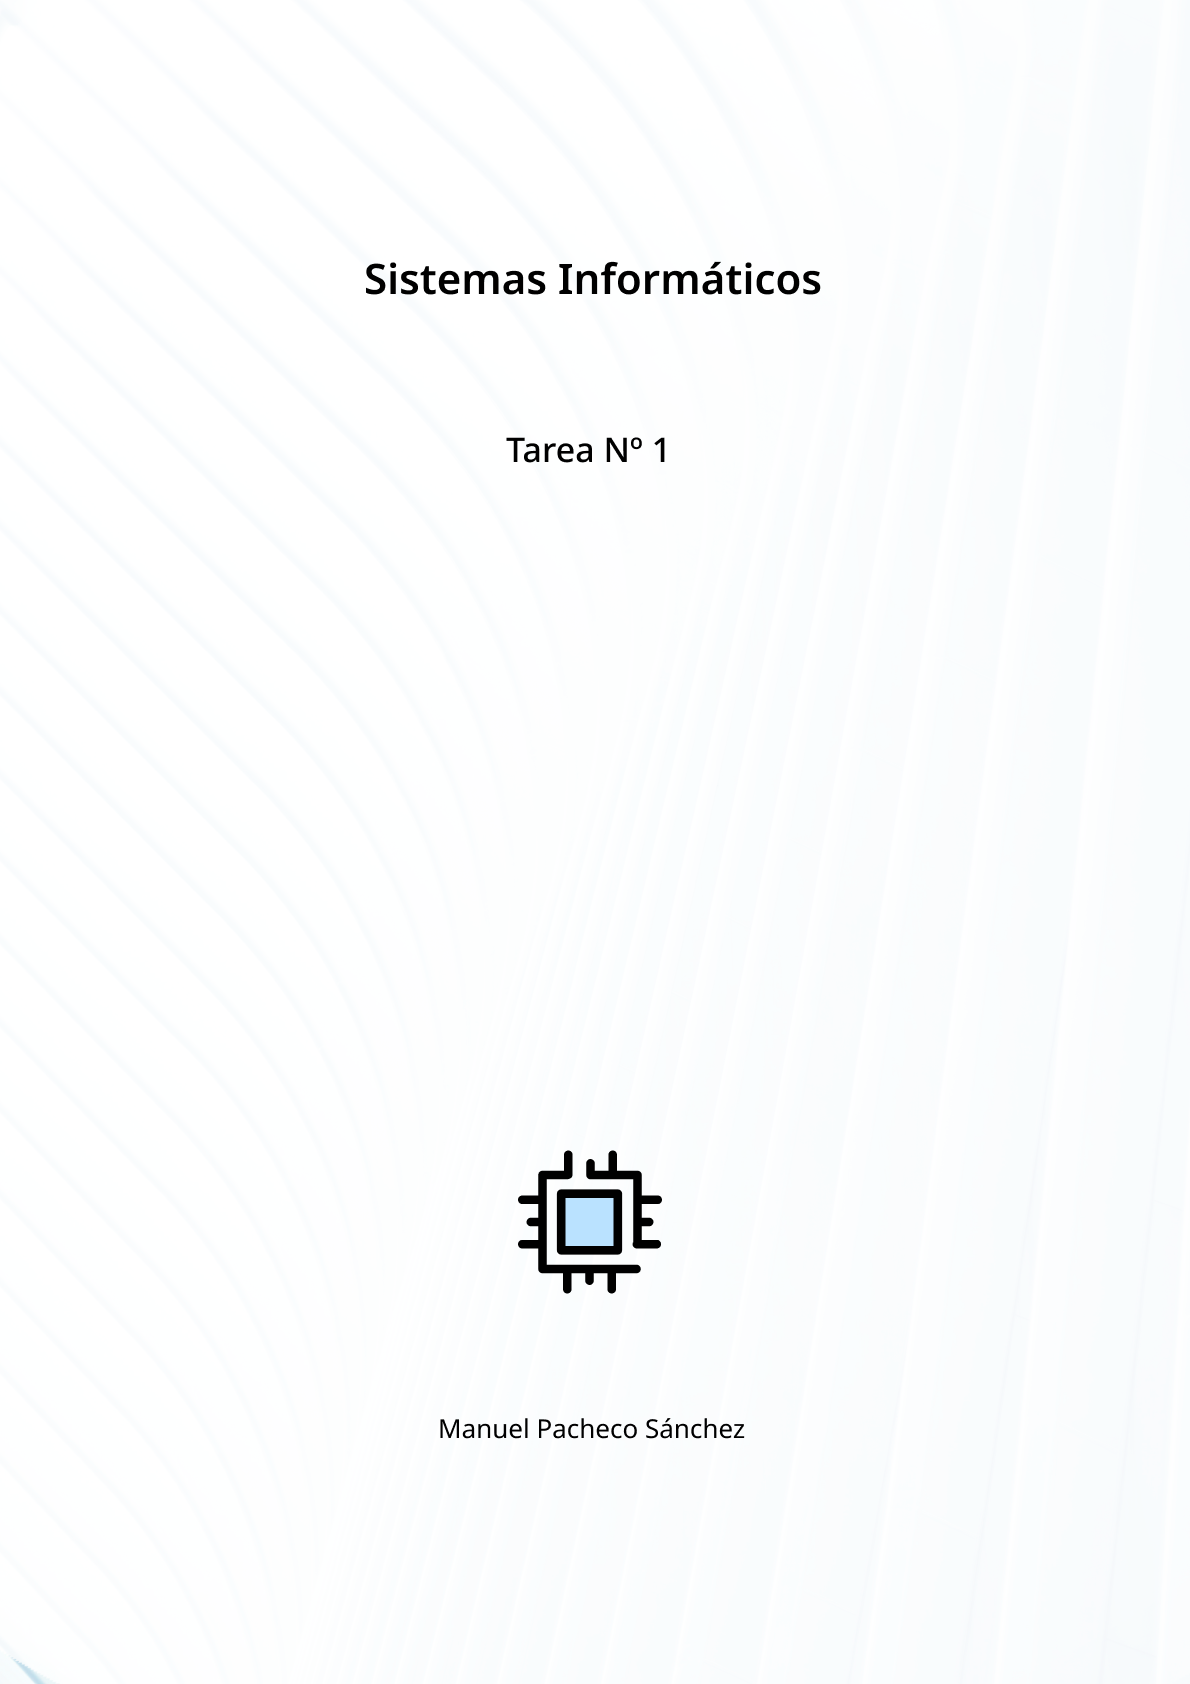 Sistemas Informáticos
Tarea Nº 1
Manuel Pacheco Sánchez